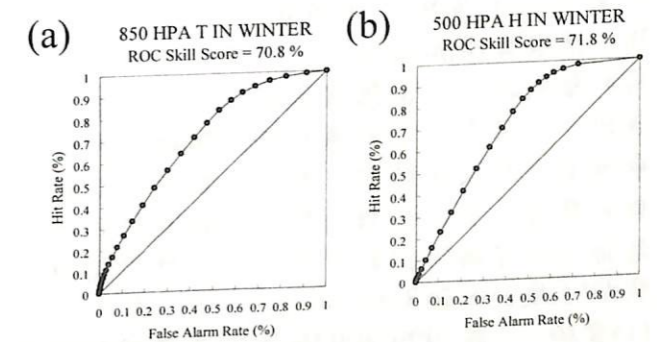 (a)
850 HPA T IN WINTER
ROC Skill Score = 70.8 %
Hit Rate (%)
1
0.9
0.8
0.7
0.6
0.5
0.4
0.3
0.2
0.1
0
0 0.1 0.2 0.3 0.4 0.5 0.6 0.7 0.8 0.9 1
False Alarm Rate (%)
(b)
500 HPA H IN WINTER
ROC Skill Score = 71.8 %
Hit Rate (%)
1
0.9
0.8
0.7
0.6
0.5
0.4
0.3
0.2
0.1
0
0 0.1 0.2 0.3 0.4 0.5 0.6 0.7 0.8 0.9 1
False Alarm Rate (%)